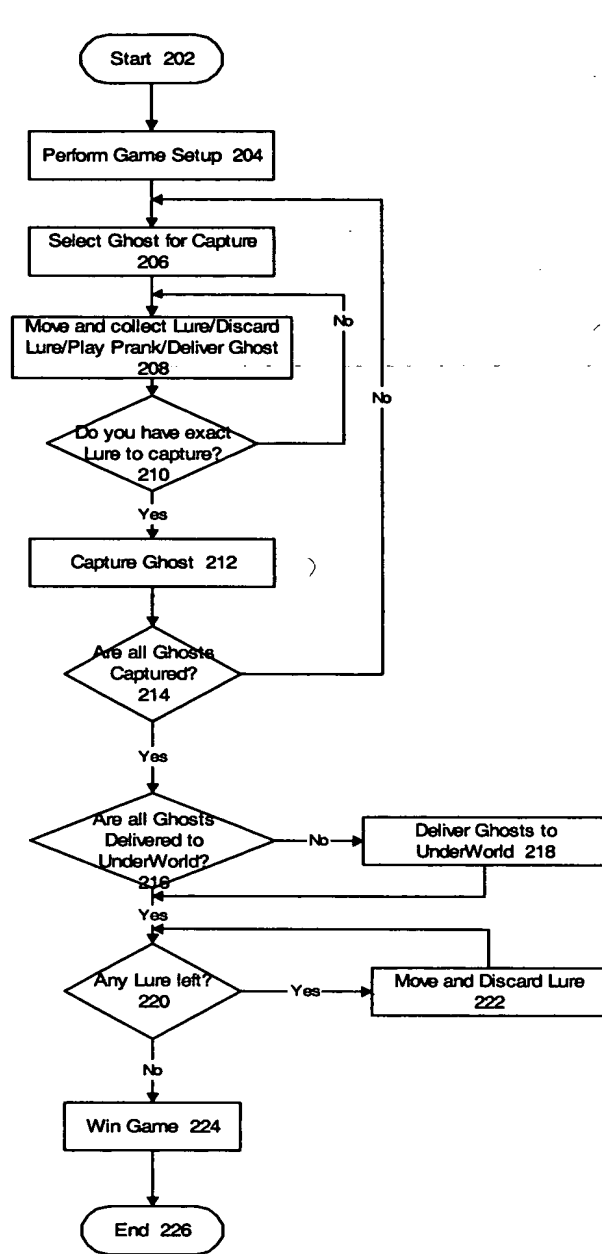 Start 202
Perform Game Setup 204
Select Ghost for Capture
206
No
Move and collect Lure/Discard
Lure/Play Prank/Deliver Ghost
208
No
Do you have exact
Lure to capture?
210
Yes
Capture Ghost 212
Are all Ghosts
Captured?
214
Yes
Are all Ghosts
Delivered to
UnderWorld?
216
No
Deliver Ghosts to
UnderWorld 218
Yes
Any Lure left?
220
Yes
Move and Discard Lure
222
No
Win Game 224
End 226